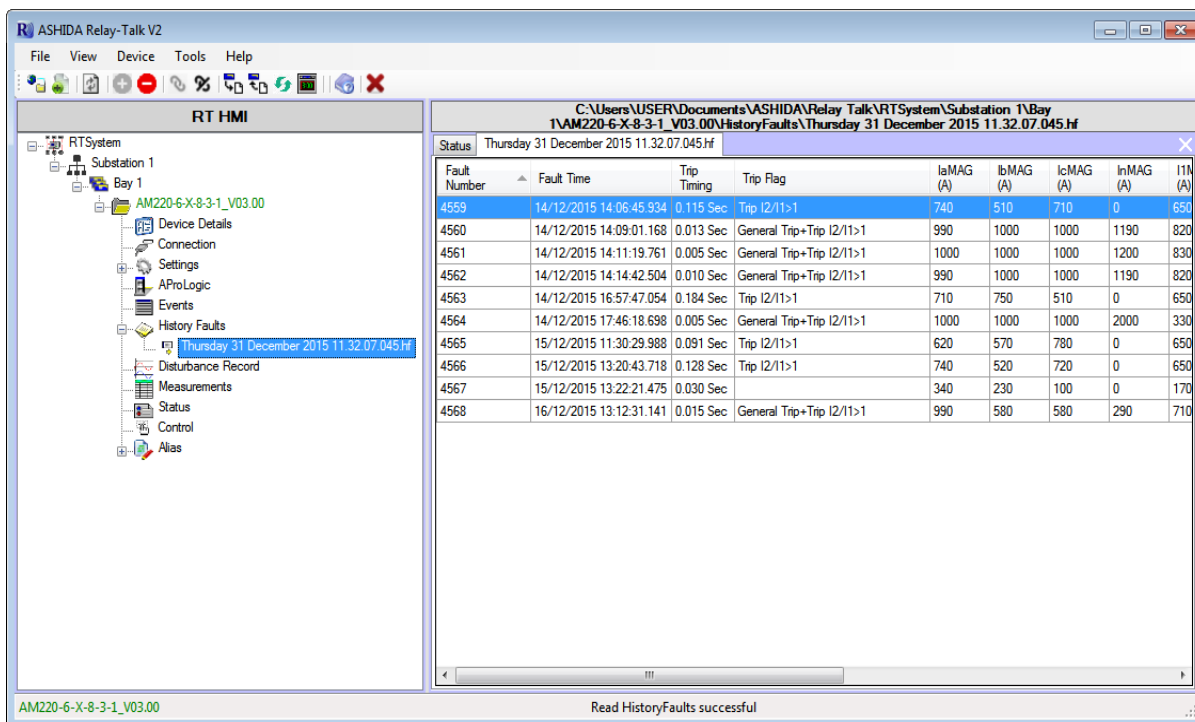 ASHIDA Relay-Talk V2
File View Device Tools Help
RT HMI
RTSystem
Substation 1
Bay 1
AM220-6-X-8-3-1_V03.00
Device Details
Connection
Settings
AProLogic
Events
History Faults
Thursday 31 December 2015 11.32.07.045.hf
Disturbance Record
Measurements
Status
Control
Alias
C:\Users\USER\Documents\ASHIDA\Relay Talk\RTSystem\Substation 1\Bay
1\AM220-6-X-8-3-1_V03.00\HistoryFaults\Thursday 31 December 2015 11.32.07.045.hf
Status Thursday 31 December 2015 11.32.07.045.hf
Fault Number Fault Time Trip Timing Trip Flag IaMAG (A) IbMAG (A) IcMAG (A) InMAG (A) I1M (A)
4559 14/12/2015 14:06:45.934 0.115 Sec Trip I2/I1>1 740 510 710 0 650
4560 14/12/2015 14:09:01.168 0.013 Sec General Trip+Trip I2/I1>1 990 1000 1000 1190 820
4561 14/12/2015 14:11:19.761 0.005 Sec General Trip+Trip I2/I1>1 1000 1000 1000 1200 830
4562 14/12/2015 14:14:42.504 0.010 Sec General Trip+Trip I2/I1>1 990 1000 1000 1190 820
4563 14/12/2015 16:57:47.054 0.184 Sec Trip I2/I1>1 710 750 510 0 650
4564 14/12/2015 17:46:18.698 0.005 Sec General Trip+Trip I2/I1>1 1000 1000 1000 2000 330
4565 15/12/2015 11:30:29.988 0.091 Sec Trip I2/I1>1 620 570 780 0 650
4566 15/12/2015 13:20:43.718 0.128 Sec Trip I2/I1>1 740 520 720 0 650
4567 15/12/2015 13:22:21.475 0.030 Sec 340 230 100 0 170
4568 16/12/2015 13:12:31.141 0.015 Sec General Trip+Trip I2/I1>1 990 580 580 290 710
AM220-6-X-8-3-1_V03.00 Read HistoryFaults successful